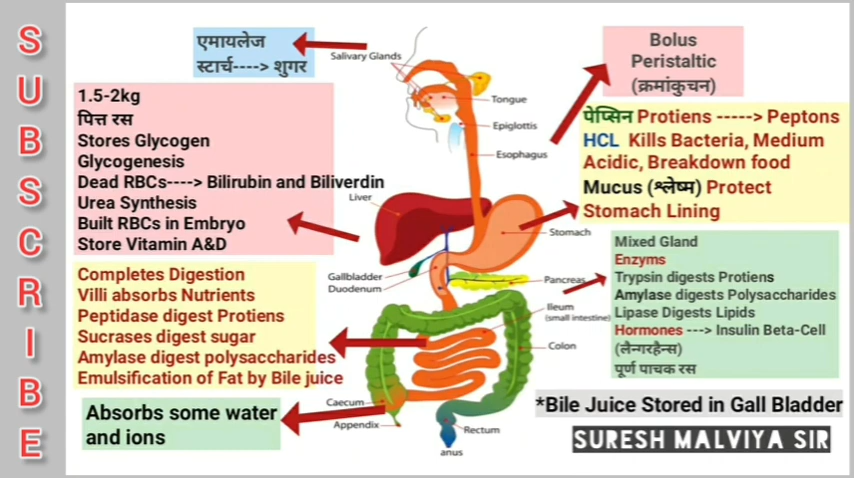 SUBSCRIBE
एमायलेज
स्टार्च----> शुगर
Salivary Glands
Bolus
Peristaltic
(क्रमांकुचन)
1.5-2kg
पित्त रस
Stores Glycogen
Glycogenesis
Dead RBCs----> Bilirubin and Biliverdin
Urea Synthesis
Built RBCs in Embryo
Store Vitamin A&D
Tongue
Epiglottis
Esophagus
पेप्सिन Protiens -----> Peptons
HCL Kills Bacteria, Medium
Acidic, Breakdown food
Mucus (श्लेष्म) Protect
Stomach Lining
Liver
Stomach
Gallbladder
Duodenum
Pancreas
Ileum
(small intestine)
Colon
Mixed Gland
Enzyms
Trypsin digests Protiens
Amylase digests Polysaccharides
Lipase Digests Lipids
Hormones ---> Insulin Beta-Cell
(लैन्गरहैन्स)
पूर्ण पाचक रस
Completes Digestion
Villi absorbs Nutrients
Peptidase digest Protiens
Sucrases digest sugar
Amylase digest polysaccharides
Emulsification of Fat by Bile juice
Caecum
Appendix
Rectum
anus
Absorbs some water
and ions
*Bile Juice Stored in Gall Bladder
SURESH MALVIYA SIR